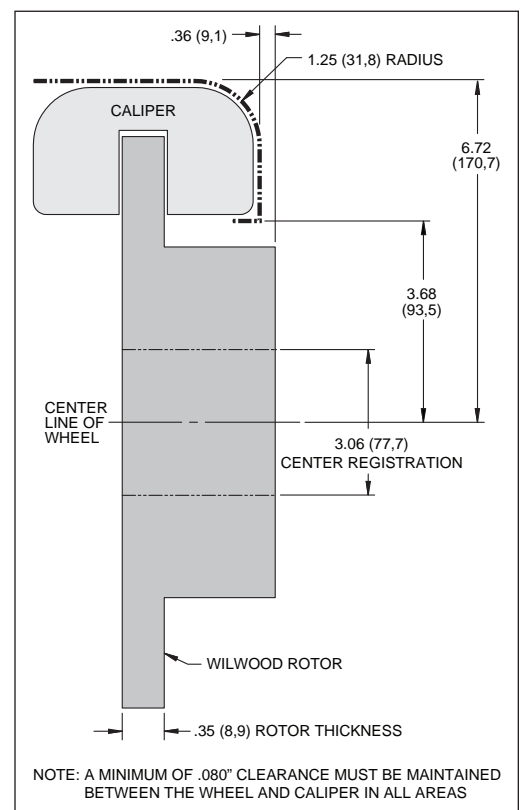 .36 (9,1)
1.25 (31,8) RADIUS
CALIPER
6.72
(170,7)
3.68
(93,5)
CENTER
LINE OF
WHEEL
3.06 (77,7)
CENTER REGISTRATION
WILWOOD ROTOR
.35 (8,9) ROTOR THICKNESS
NOTE: A MINIMUM OF .080" CLEARANCE MUST BE MAINTAINED
BETWEEN THE WHEEL AND CALIPER IN ALL AREAS